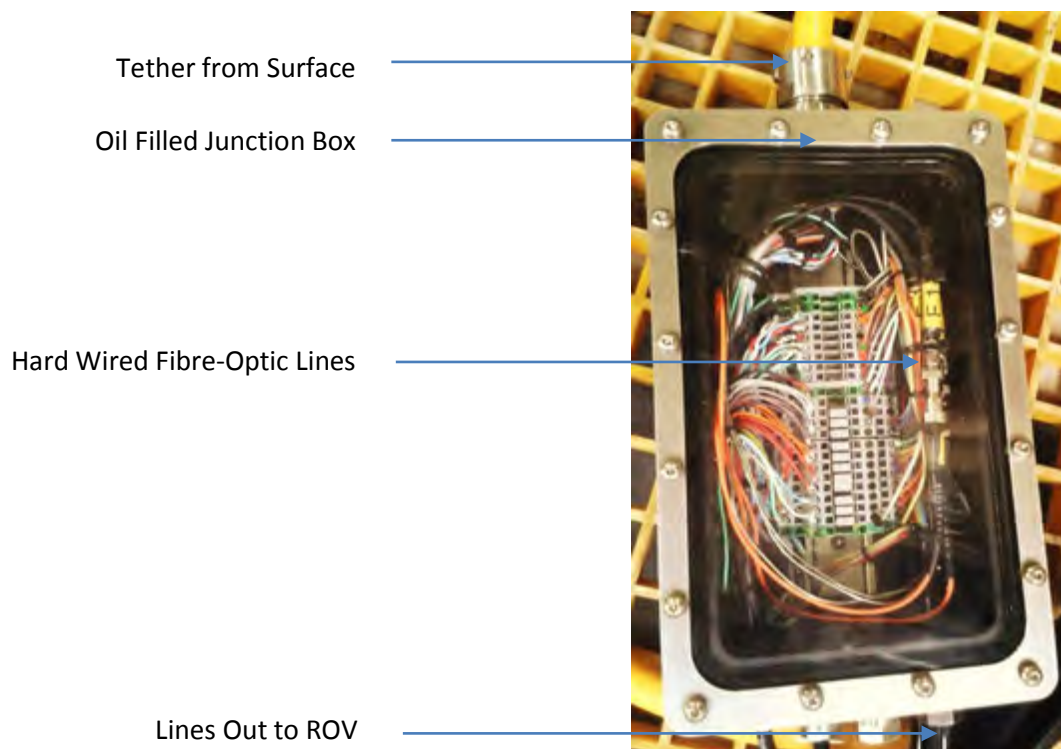 Tether from Surface
Oil Filled Junction Box
Hard Wired Fibre-Optic Lines
Lines Out to ROV